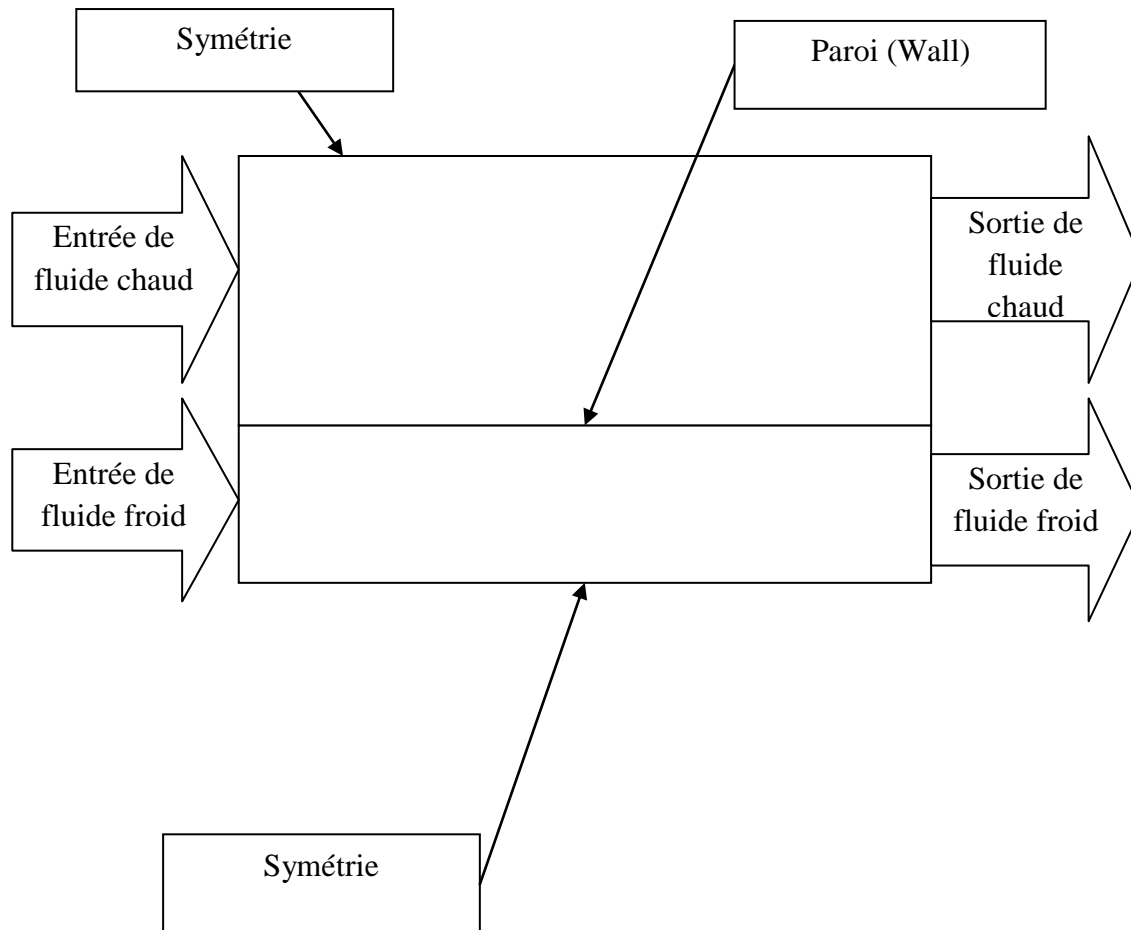 Symétrie
Paroi (Wall)
Entrée de
fluide chaud
Sortie de
fluide
chaud
Entrée de
fluide froid
Sortie de
fluide froid
Symétrie